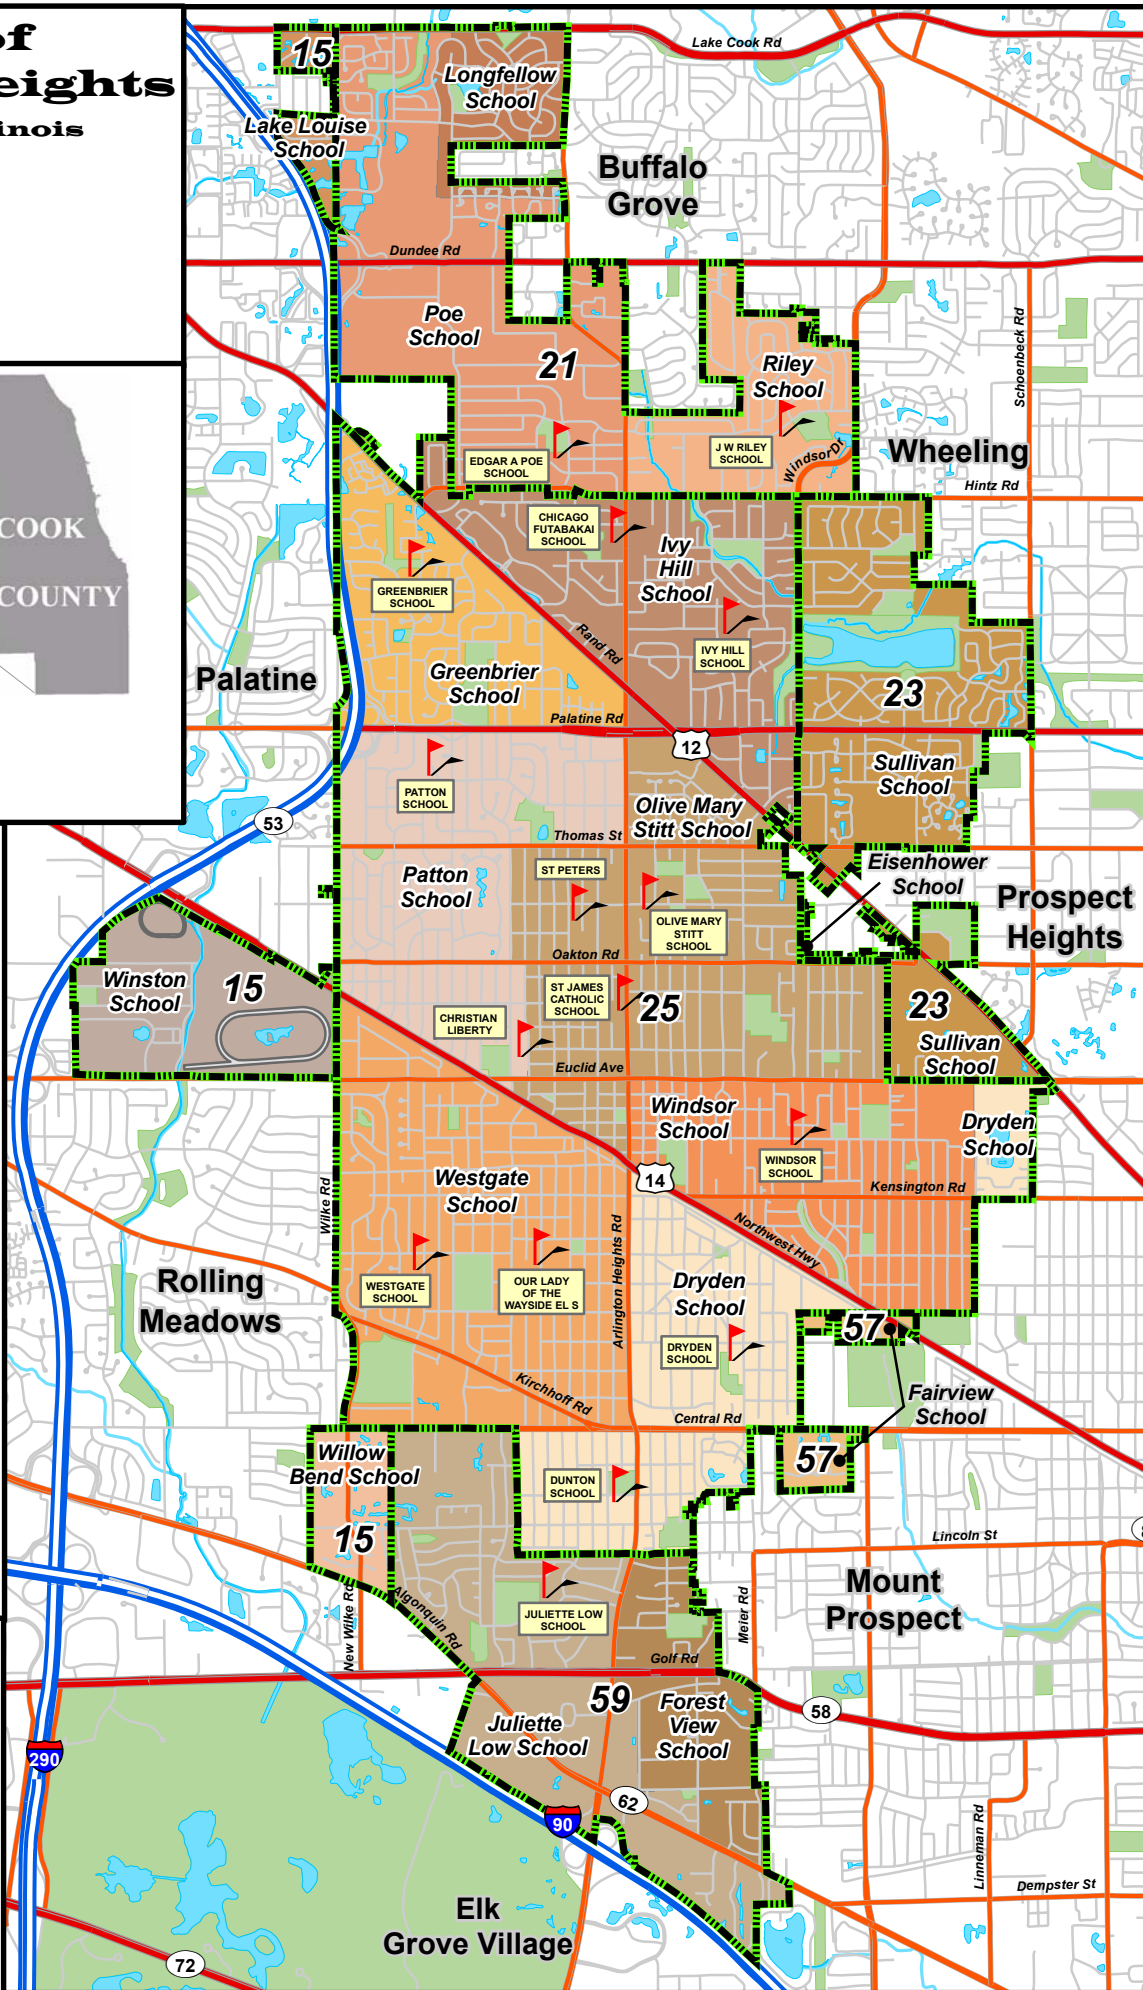 of
eights
inois
COOK
COUNTY
Lake Cook Rd
15
Longfellow
School
Lake Louise
School
Buffalo
Grove
Dundee Rd
Poe
School
21
Riley
School
Schoenbeck Rd
EDGAR A POE
SCHOOL
J W RILEY
SCHOOL
Windsor Dr
Wheeling
Hintz Rd
CHICAGO
FUTABAKAI
SCHOOL
Ivy
Hill
School
GREENBRIER
SCHOOL
Rand Rd
IVY HILL
SCHOOL
Palatine
Greenbrier
School
23
Palatine Rd
12
PATTON
SCHOOL
Sullivan
School
Olive Mary
Stitt School
53
Thomas St
Patton
School
ST PETERS
Eisenhower
School
OLIVE MARY
STITT
SCHOOL
Prospect
Heights
Oakton Rd
Winston
School
15
ST JAMES
CATHOLIC
SCHOOL
25
23
CHRISTIAN
LIBERTY
Sullivan
School
Euclid Ave
Windsor
School
Dryden
School
WINDSOR
SCHOOL
Westgate
School
14
Kensington Rd
Wilke Rd
Arlington Heights Rd
Northwest Hwy
Rolling
Meadows
WESTGATE
SCHOOL
OUR LADY
OF THE
WAYSIDE EL S
Dryden
School
DRYDEN
SCHOOL
57
Kirchhoff Rd
Fairview
School
Central Rd
Willow
Bend School
57
DUNTON
SCHOOL
15
Lincoln St
Mount
Prospect
New Wilke Rd
Algonquin Rd
JULIETTE LOW
SCHOOL
Meier Rd
Golf Rd
59
Forest
View
School
Juliette
Low School
58
290
62
90
Linneman Rd
Dempster St
Elk
Grove Village
72